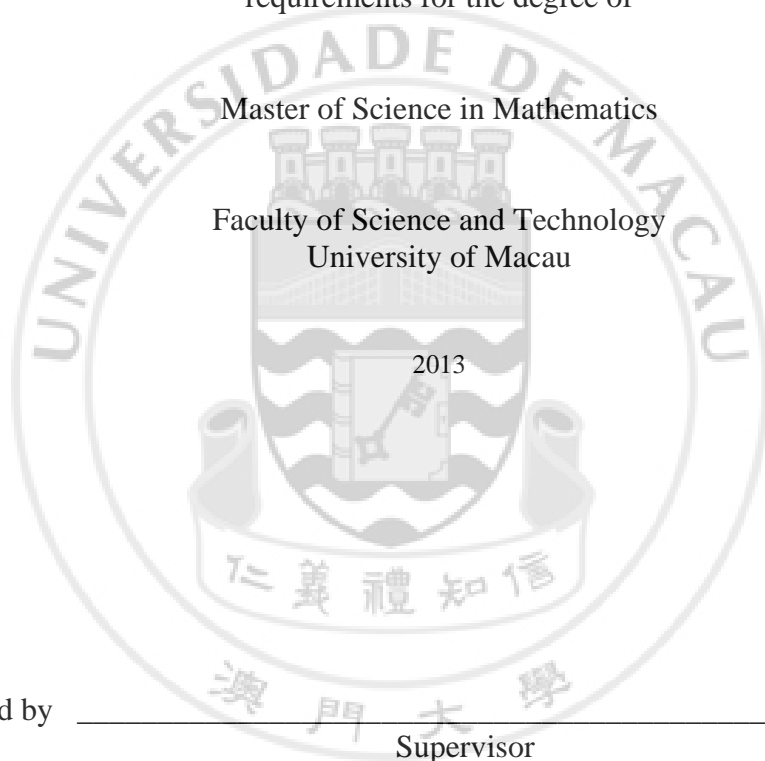 requirements for the degree of
UNIVERSIDADE DE MACAU
Master of Science in Mathematics
Faculty of Science and Technology
University of Macau
2013
仁義禮知信
澳門大學
d by
Supervisor